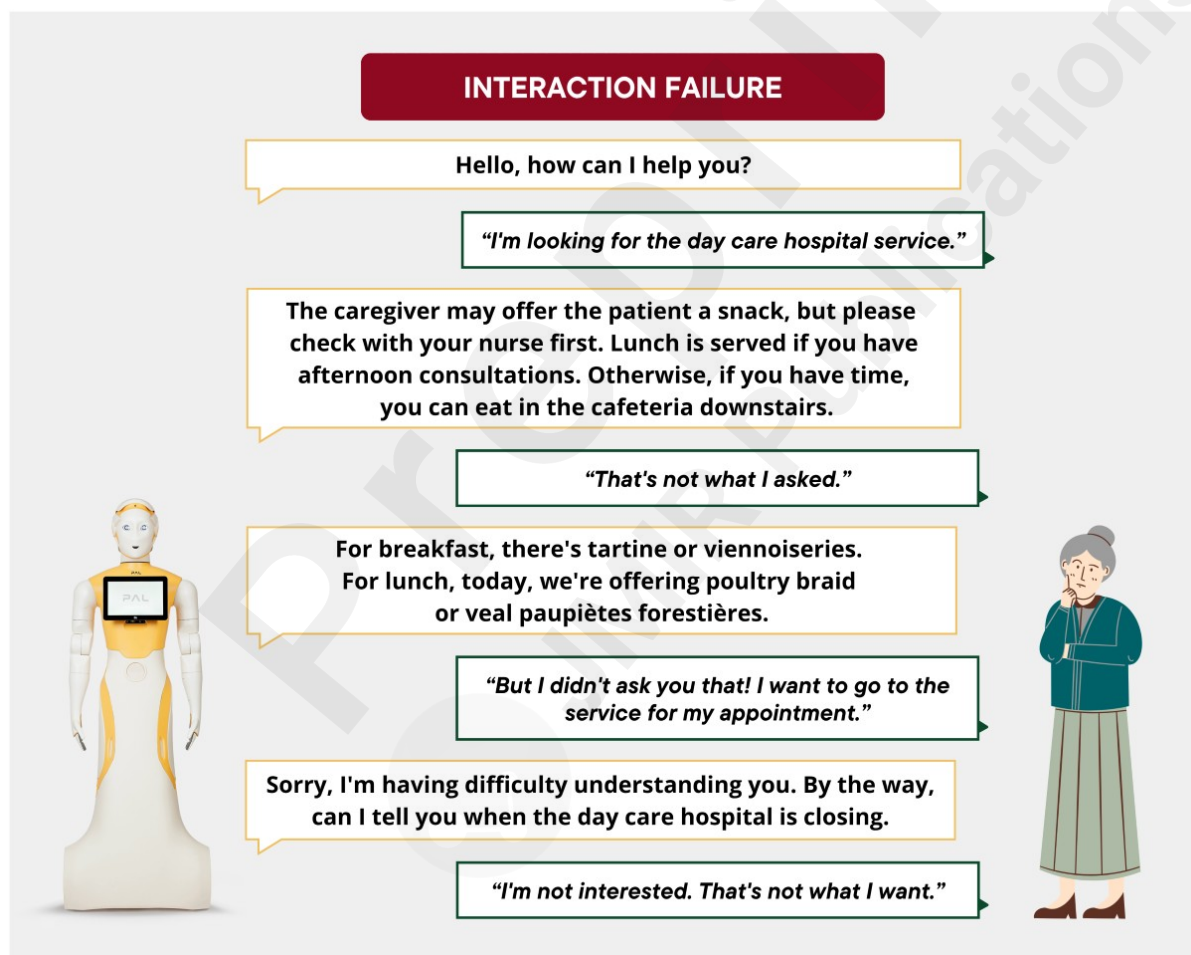 INTERACTION FAILURE
Hello, how can I help you?
“I'm looking for the day care hospital service.”
The caregiver may offer the patient a snack, but please
check with your nurse first. Lunch is served if you have
afternoon consultations. Otherwise, if you have time,
you can eat in the cafeteria downstairs.
“That's not what I asked.”
For breakfast, there's tartine or viennoiseries.
For lunch, today, we're offering poultry braid
or veal paupiètes forestières.
“But I didn't ask you that! I want to go to the
service for my appointment.”
Sorry, I'm having difficulty understanding you. By the way,
can I tell you when the day care hospital is closing.
“I'm not interested. That's not what I want.”
PAL
Preprint
JMIR Publications